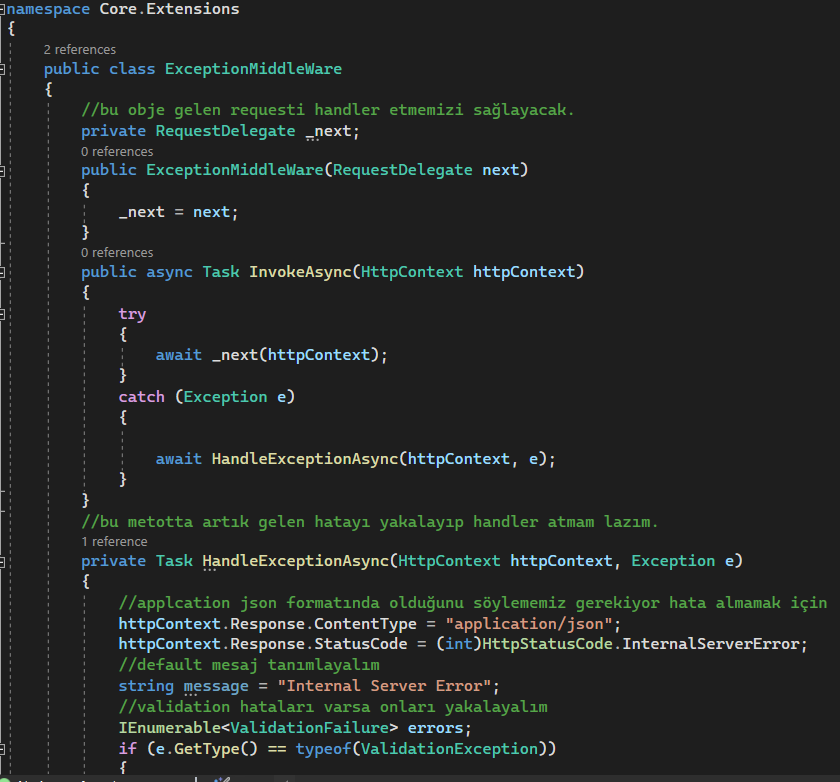 namespace Core.Extensions
{
2 references
public class ExceptionMiddleWare
{
//bu obje gelen requesti handler etmemizi sağlayacak.
private RequestDelegate _next;
0 references
public ExceptionMiddleWare(RequestDelegate next)
{
_next = next;
}
0 references
public async Task InvokeAsync(HttpContext httpContext)
{
try
{
await _next(httpContext);
}
catch (Exception e)
{
await HandleExceptionAsync(httpContext, e);
}
}
//bu metotta artık gelen hatayı yakalayıp handler atmam lazım.
1 reference
private Task HandleExceptionAsync(HttpContext httpContext, Exception e)
{
//applcation json formatında olduğunu söylememiz gerekiyor hata almamak için
httpContext.Response.ContentType = "application/json";
httpContext.Response.StatusCode = (int)HttpStatusCode.InternalServerError;
//default mesaj tanımlayalım
string message = "Internal Server Error";
//validation hataları varsa onları yakalayalım
IEnumerable<ValidationFailure> errors;
if (e.GetType() == typeof(ValidationException))
{